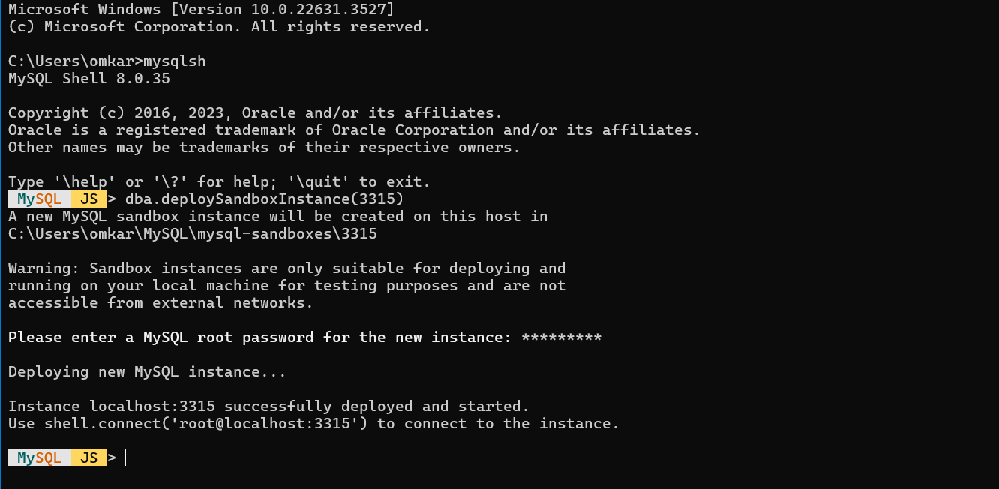 Microsoft Windows [Version 10.0.22631.3527]
(c) Microsoft Corporation. All rights reserved.
C:\Users\omkar>mysqlsh
MySQL Shell 8.0.35
Copyright (c) 2016, 2023, Oracle and/or its affiliates.
Oracle is a registered trademark of Oracle Corporation and/or its affiliates.
Other names may be trademarks of their respective owners.
Type '\help' or '\?' for help; '\quit' to exit.
MySQL JS > dba.deploySandboxInstance(3315)
A new MySQL sandbox instance will be created on this host in
C:\Users\omkar\MySQL\mysql-sandboxes\3315
Warning: Sandbox instances are only suitable for deploying and
running on your local machine for testing purposes and are not
accessible from external networks.
Please enter a MySQL root password for the new instance: *********
Deploying new MySQL instance...
Instance localhost:3315 successfully deployed and started.
Use shell.connect('root@localhost:3315') to connect to the instance.
MySQL JS >